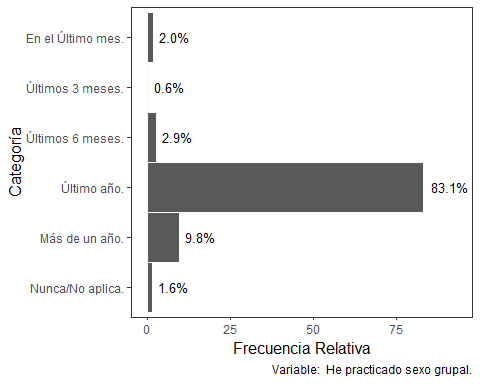 En el Último mes.
2.0%
Últimos 3 meses.
0.6%
Últimos 6 meses.
2.9%
Último año.
83.1%
Más de un año.
9.8%
Nunca/No aplica.
1.6%
Categoría
0
25
50
75
Frecuencia Relativa
Variable: He practicado sexo grupal.